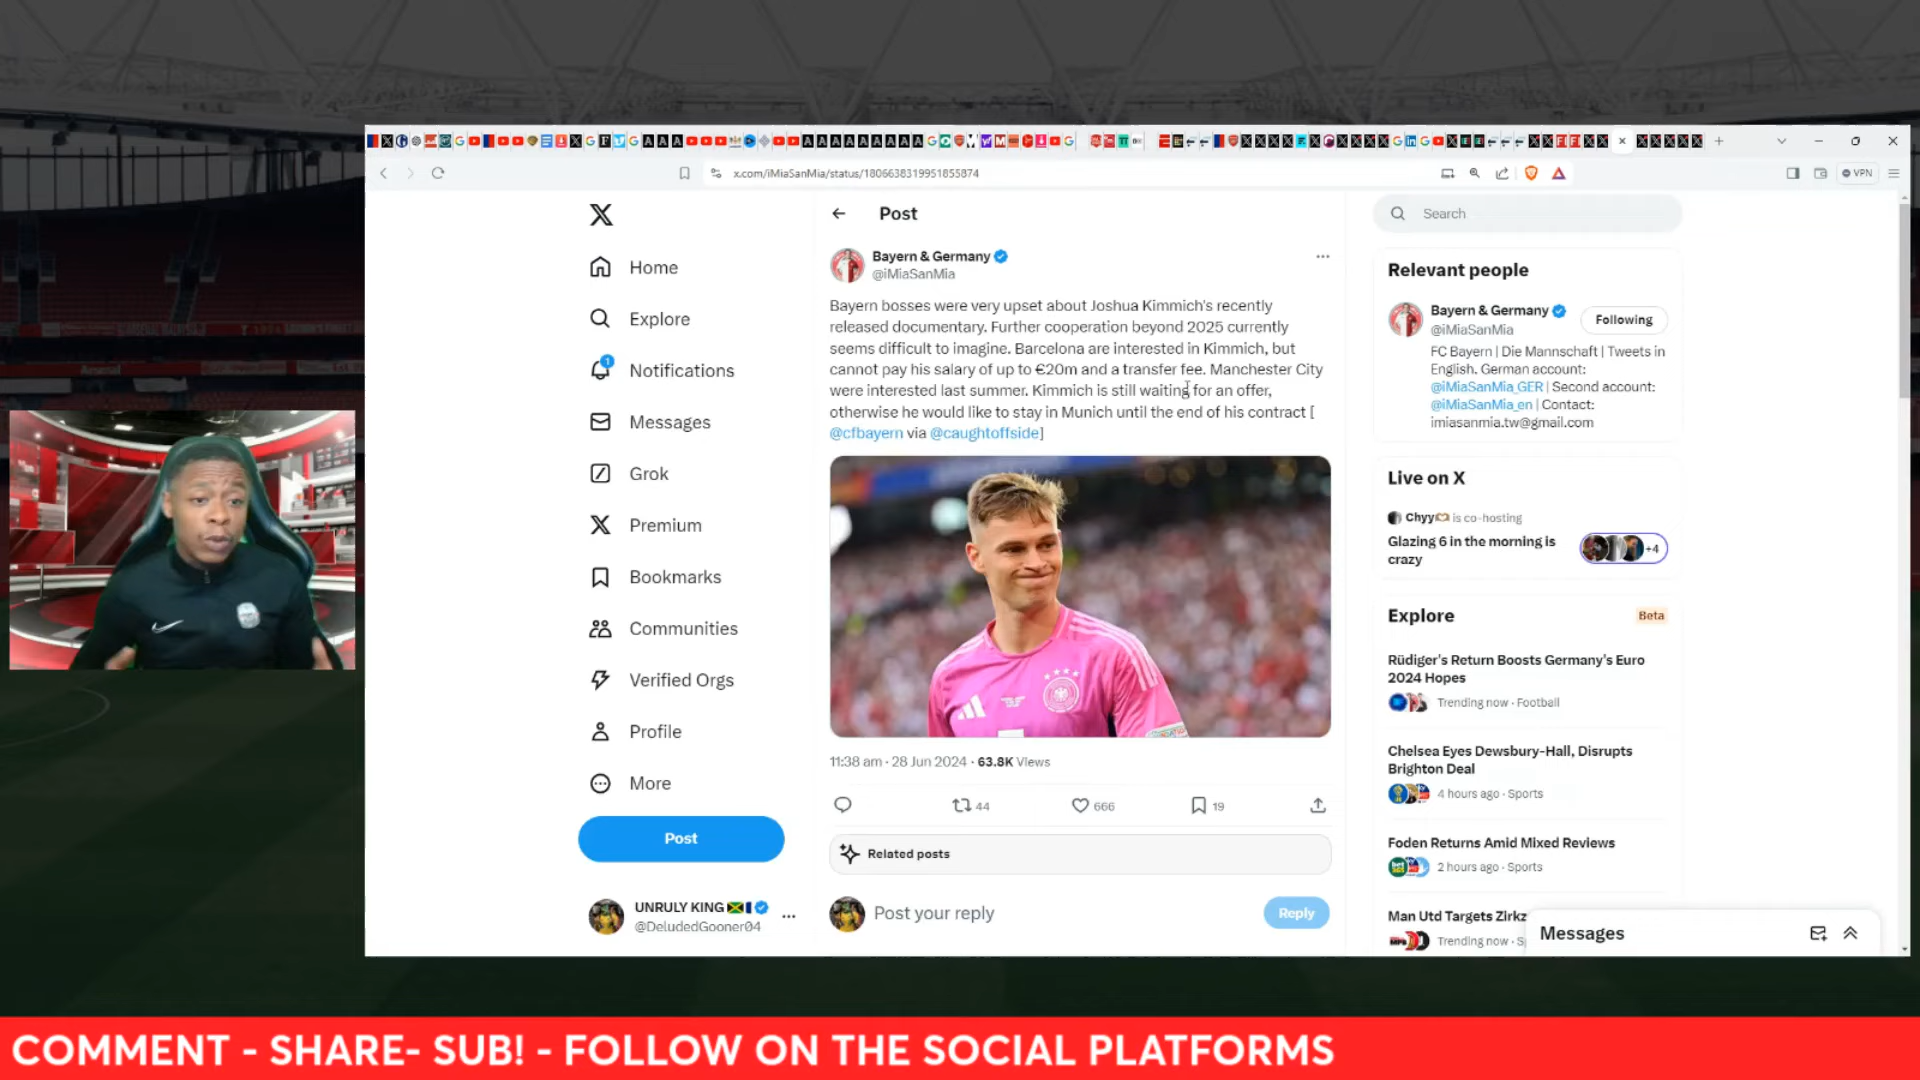 x.com/iMiaSanMia/status/1806638319951855874
VPN
Home
Explore
1
Notifications
Messages
Grok
Premium
Bookmarks
Communities
Verified Orgs
Profile
More
Post
UNRULY KING
@DeludedGooner04
Post
Bayern & Germany
@iMiaSanMia
Bayern bosses were very upset about Joshua Kimmich's recently
released documentary. Further cooperation beyond 2025 currently
seems difficult to imagine. Barcelona are interested in Kimmich, but
cannot pay his salary of up to €20m and a transfer fee. Manchester City
were interested last summer. Kimmich is still waiting for an offer,
otherwise he would like to stay in Munich until the end of his contract [
@cfbayern via @caughtoffside]
11:38 am · 28 Jun 2024 · 63.8K Views
44
666
19
Related posts
Post your reply
Reply
Search
Relevant people
Bayern & Germany
@iMiaSanMia
Following
FC Bayern | Die Mannschaft | Tweets in
English. German account:
@iMiaSanMia_GER | Second account:
@iMiaSanMia_en | Contact:
imiasanmia.tw@gmail.com
Live on X
Chyy is co-hosting
Glazing 6 in the morning is
crazy
+4
Explore
Beta
Rüdiger's Return Boosts Germany's Euro
2024 Hopes
Trending now · Football
Chelsea Eyes Dewsbury-Hall, Disrupts
Brighton Deal
4 hours ago · Sports
Foden Returns Amid Mixed Reviews
2 hours ago · Sports
Man Utd Targets Zirkz
Trending now · S
Messages
COMMENT - SHARE- SUB! - FOLLOW ON THE SOCIAL PLATFORMS